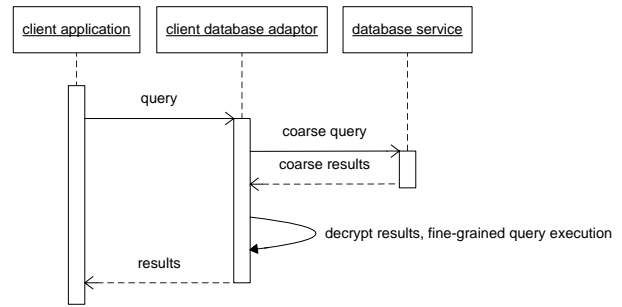 client application
client database adaptor
database service
query
coarse query
coarse results
decrypt results, fine-grained query execution
results